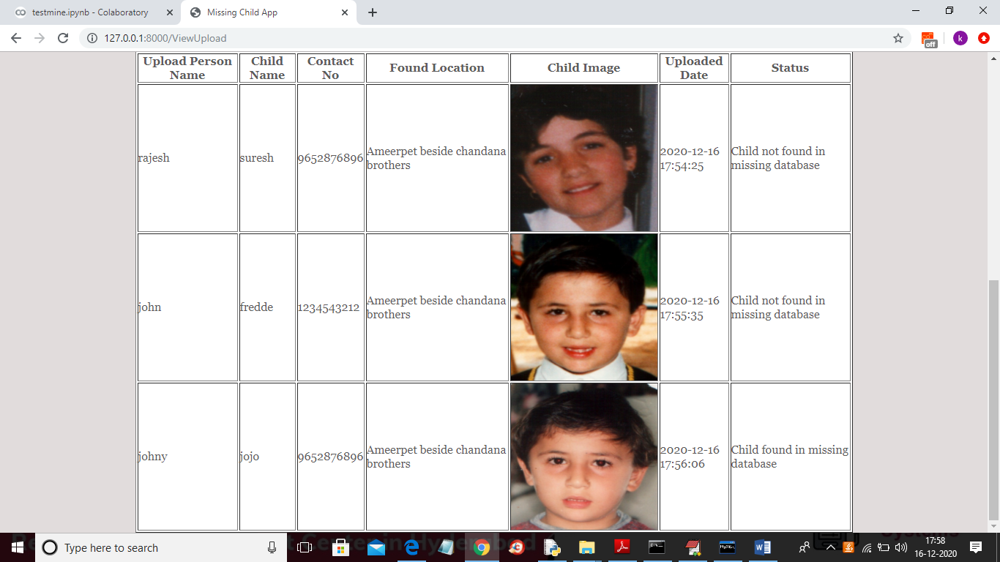 testmine.ipynb - Colaboratory
Missing Child App
127.0.0.1:8000/ViewUpload
off
k
Upload Person Name
Child Name
Contact No
Found Location
Child Image
Uploaded Date
Status
rajesh
suresh
9652876896
Ameerpet beside chandana
brothers
2020-12-16
17:54:25
Child not found in
missing database
john
fredde
1234543212
Ameerpet beside chandana
brothers
2020-12-16
17:55:35
Child not found in
missing database
johny
jojo
9652876896
Ameerpet beside chandana
brothers
2020-12-16
17:56:06
Child found in missing
database
Type here to search
17:58
16-12-2020